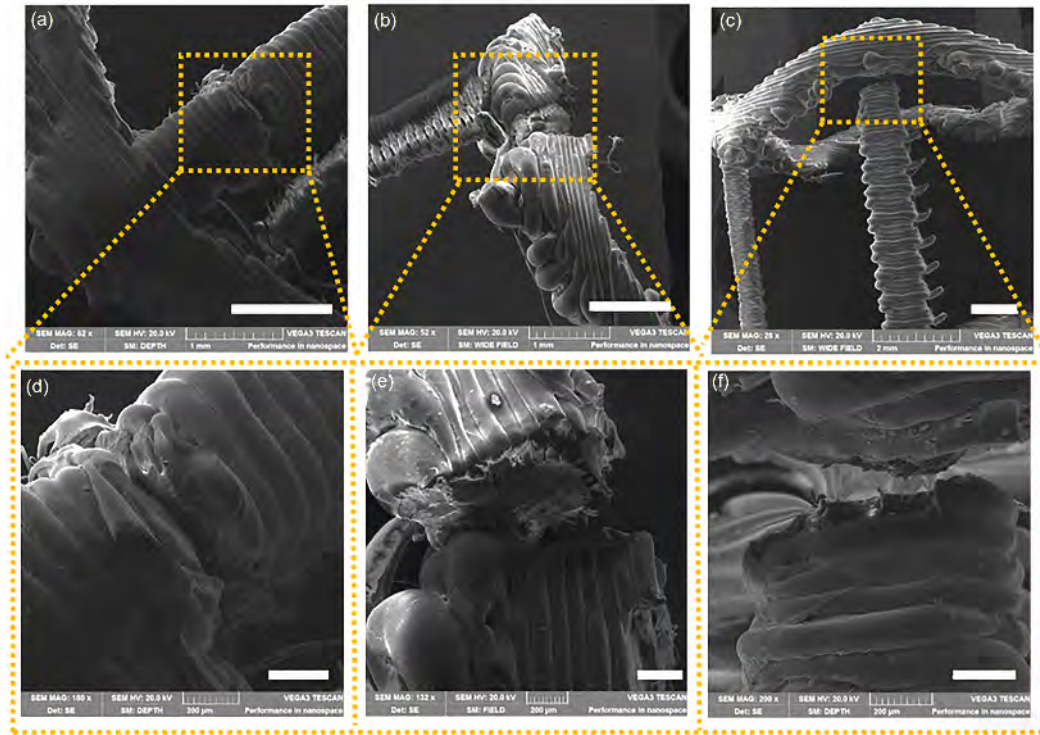 (a)
SEM MAG: 62 x
SEM HV: 20.0 kV
VEGA3 TESCAN
Det: SE
SM: DEPTH
1 mm
Performance in nanospace
(b)
SEM MAG: 52 x
SEM HV: 20.0 kV
VEGA3 TESCAN
Det: SE
SM: WIDE FIELD
1 mm
Performance in nanospace
(c)
SEM HV: 20.0 kV
VEGA3 TESCAN
Det: SE
SM: WIDE FIELD
2 mm
Performance in nanospace
(d)
SEM MAG: 180 x
SEM HV: 20.0 kV
VEGA3 TESCAN
Det: SE
SM: DEPTH
200 µm
Performance in nanospace
(e)
SEM MAG: 132 x
SEM HV: 20.0 kV
VEGA3 TESCAN
Det: SE
SM: FIELD
200 µm
Performance in nanospace
(f)
SEM MAG: 200 x
SEM HV: 20.0 kV
VEGA3 TESCAN
Det: SE
SM: DEPTH
200 µm
Performance in nanospace